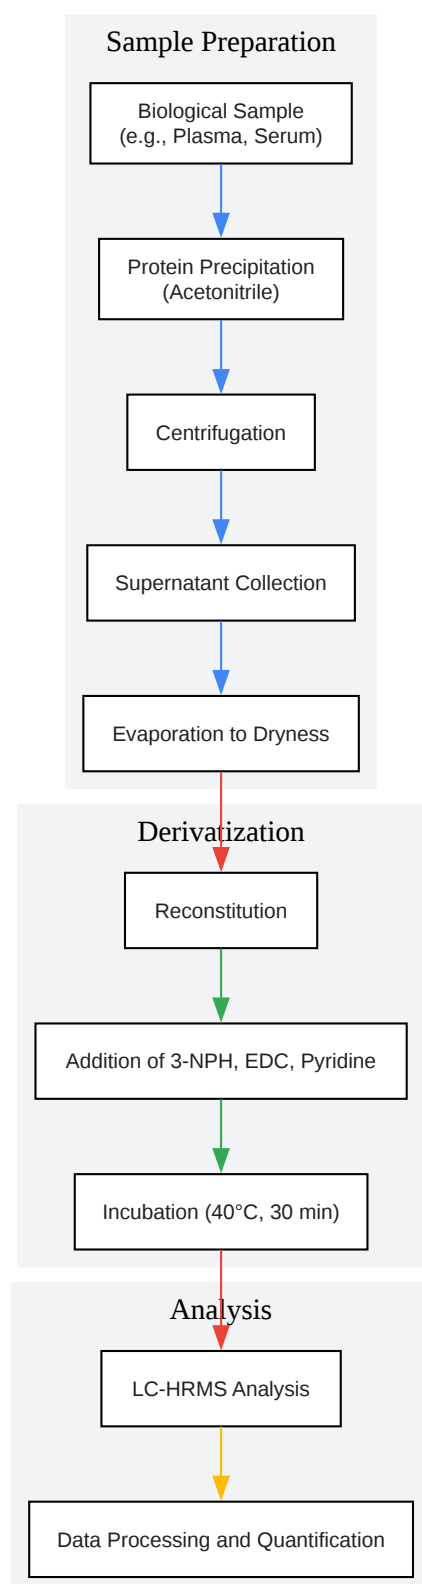 Sample Preparation
Biological Sample
(e.g., Plasma, Serum)
Protein Precipitation
(Acetonitrile)
Centrifugation
Supernatant Collection
Evaporation to Dryness
Derivatization
Reconstitution
Addition of 3-NPH, EDC, Pyridine
Incubation (40°C, 30 min)
Analysis
LC-HRMS Analysis
Data Processing and Quantification